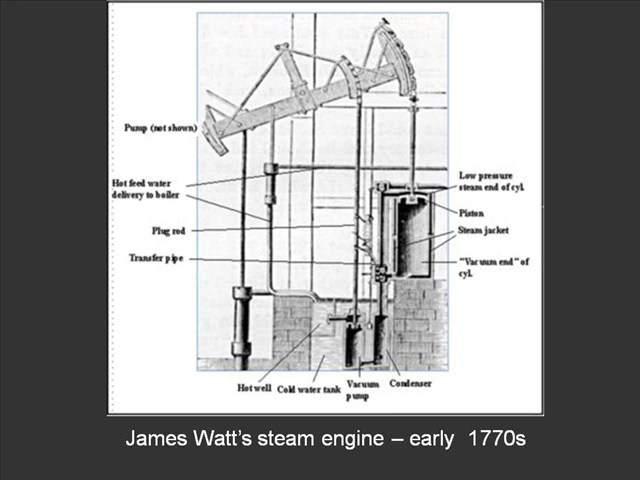 Pump (not shown)
Hot feed water
delivery to boiler
Plug rod
Transfer pipe
Low pressure
steam end of cyl.
Piston
Steam jacket
"Vacuum end" of
cyl.
Hot well
Cold water tank
Vacuum
pump
Condenser
James Watt's steam engine – early 1770s